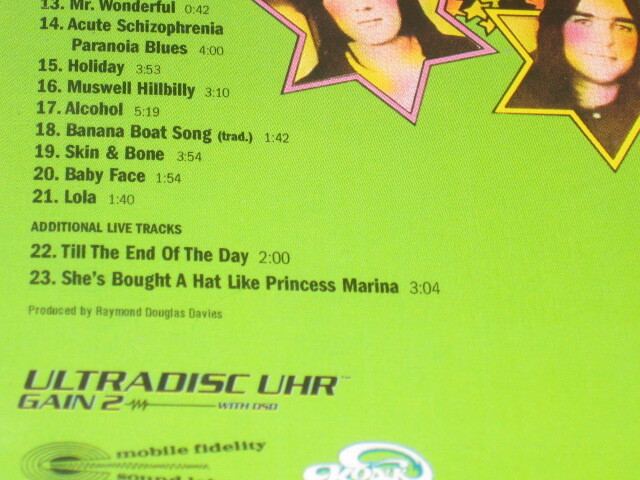 13. Mr. Wonderful 0:42
14. Acute Schizophrenia
Paranoia Blues 4:00
15. Holiday 3:53
16. Muswell Hillbilly 3:10
17. Alcohol 5:19
18. Banana Boat Song (trad.) 1:42
19. Skin & Bone 3:54
20. Baby Face 1:54
21. Lola 1:40
ADDITIONAL LIVE TRACKS
22. Till The End Of The Day 2:00
23. She's Bought A Hat Like Princess Marina 3:04
Produced by Raymond Douglas Davies
ULTRADISC UHR™
GAIN 2 WITH DSD
mobile fidelity
sound